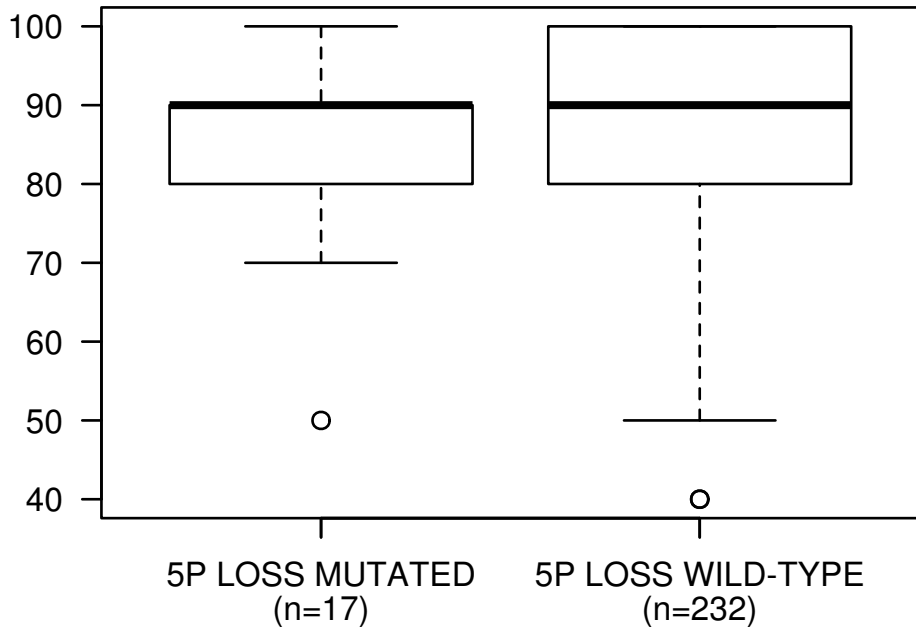 100
90
80
70
60
50
40
5P LOSS MUTATED
(n=17)
5P LOSS WILD-TYPE
(n=232)